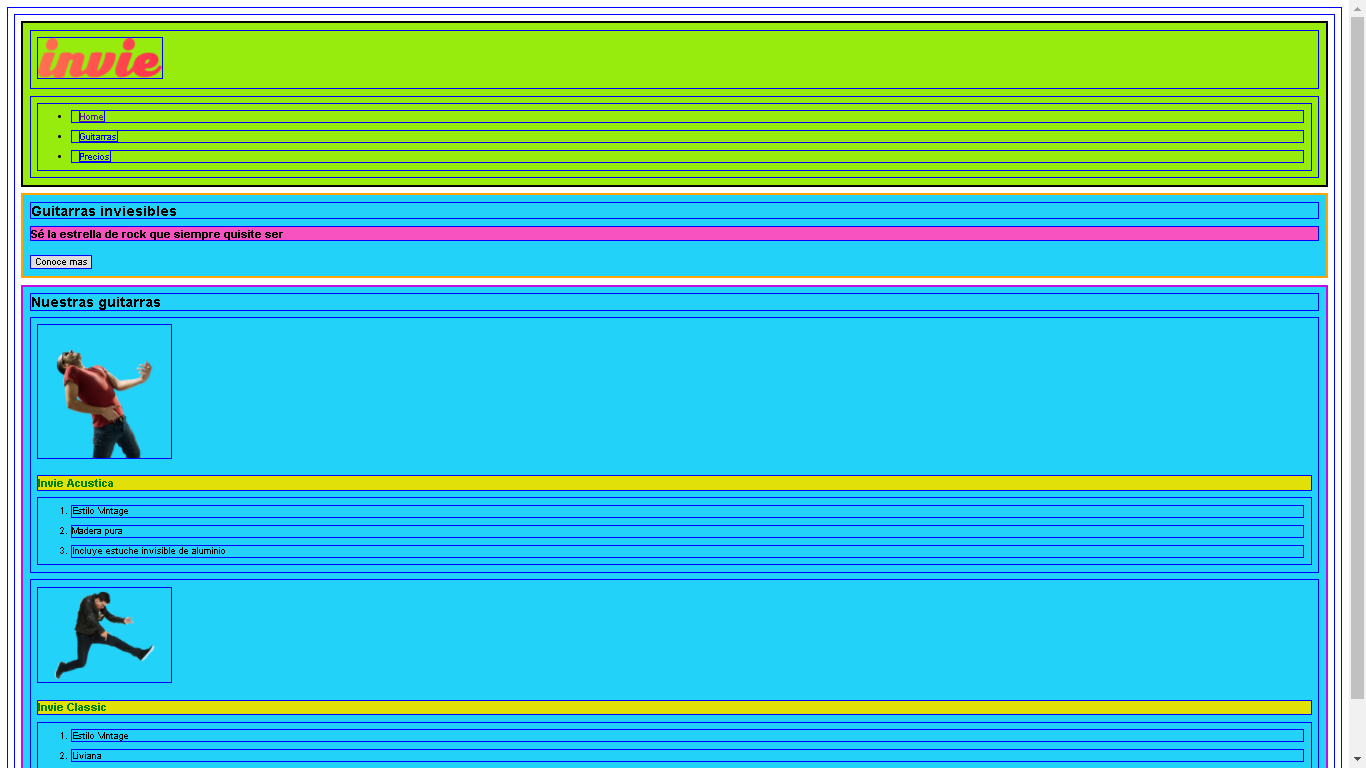 invie
Home
Guitarras
Precios
Guitarras inviesibles
Sé la estrella de rock que siempre quisite ser
Conoce mas
Nuestras guitarras
Invie Acustica
1. Estilo Vintage
2. Madera pura
3. Incluye estuche invisible de aluminio
Invie Classic
1. Estilo Vintage
2. Liviana